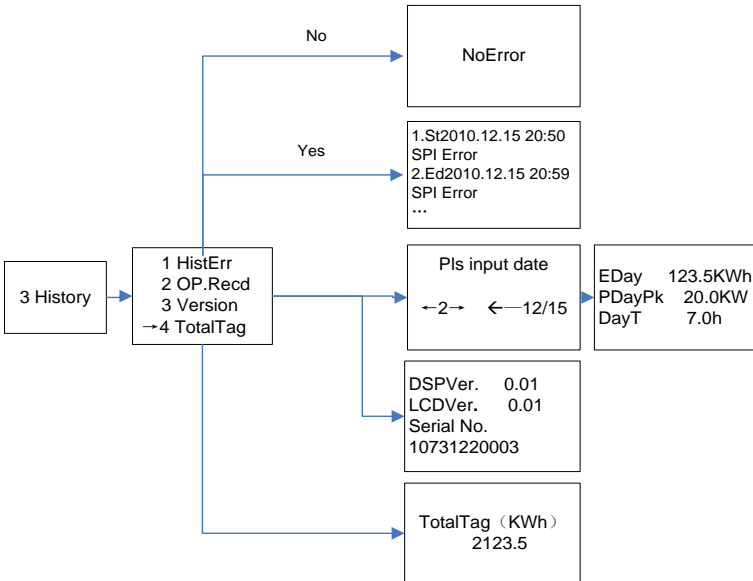 No
NoError
Yes
1.St2010.12.15 20:50
SPI Error
2.Ed2010.12.15 20:59
SPI Error
...
3 History
1 HistErr
2 OP.Recd
3 Version
→4 TotalTag
Pls input date
←2→ ←—12/15
EDay 123.5KWh
PDayPk 20.0KW
DayT 7.0h
DSPVer. 0.01
LCDVer. 0.01
Serial No.
10731220003
TotalTag（KWh）
2123.5